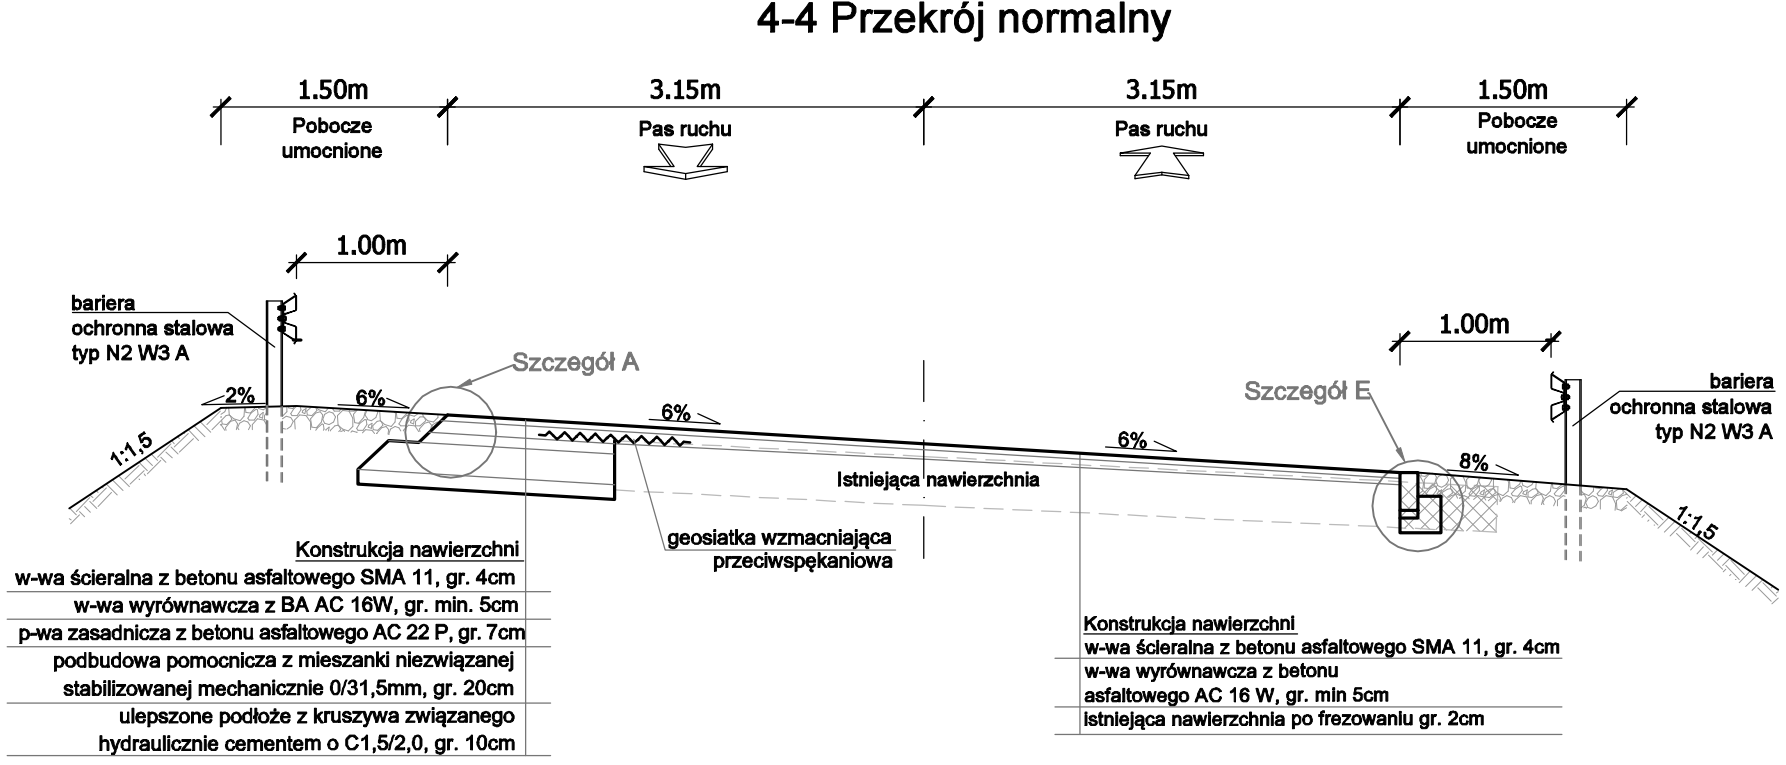 4-4 Przekrój normalny
1.50m
3.15m
3.15m
1.50m
Pobocze
umocnione
Pas ruchu
Pas ruchu
Pobocze
umocnione
1.00m
bariera
ochronna stalowa
typ N2 W3 A
1.00m
Szczegół A
Szczegół E
bariera
ochronna stalowa
typ N2 W3 A
2%
6%
6%
6%
8%
1:1,5
1:1,5
Istniejąca nawierzchnia
geosiatka wzmacniająca
przeciwspękaniowa
Konstrukcja nawierzchni
w-wa ścieralna z betonu asfaltowego SMA 11, gr. 4cm
w-wa wyrównawcza z BA AC 16W, gr. min. 5cm
p-wa zasadnicza z betonu asfaltowego AC 22 P, gr. 7cm
podbudowa pomocnicza z mieszanki niezwiązanej
stabilizowanej mechanicznie 0/31,5mm, gr. 20cm
ulepszone podłoże z kruszywa związanego
hydraulicznie cementem o C1,5/2,0, gr. 10cm
Konstrukcja nawierzchni
w-wa ścieralna z betonu asfaltowego SMA 11, gr. 4cm
w-wa wyrównawcza z betonu
asfaltowego AC 16 W, gr. min 5cm
istniejąca nawierzchnia po frezowaniu gr. 2cm